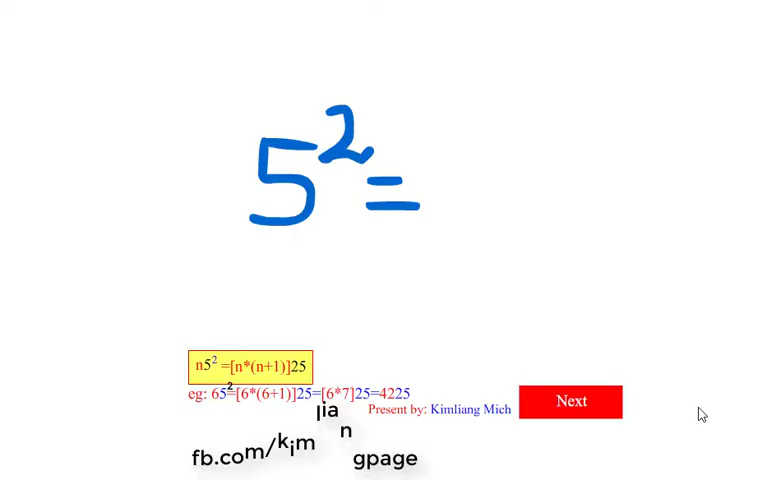 5²=
n5² =[n*(n+1)]25
eg: 65²=[6*(6+1)]25=[6*7]25=4225
Next
Present by: Kimliang Mich
fb.com/kimliangpage